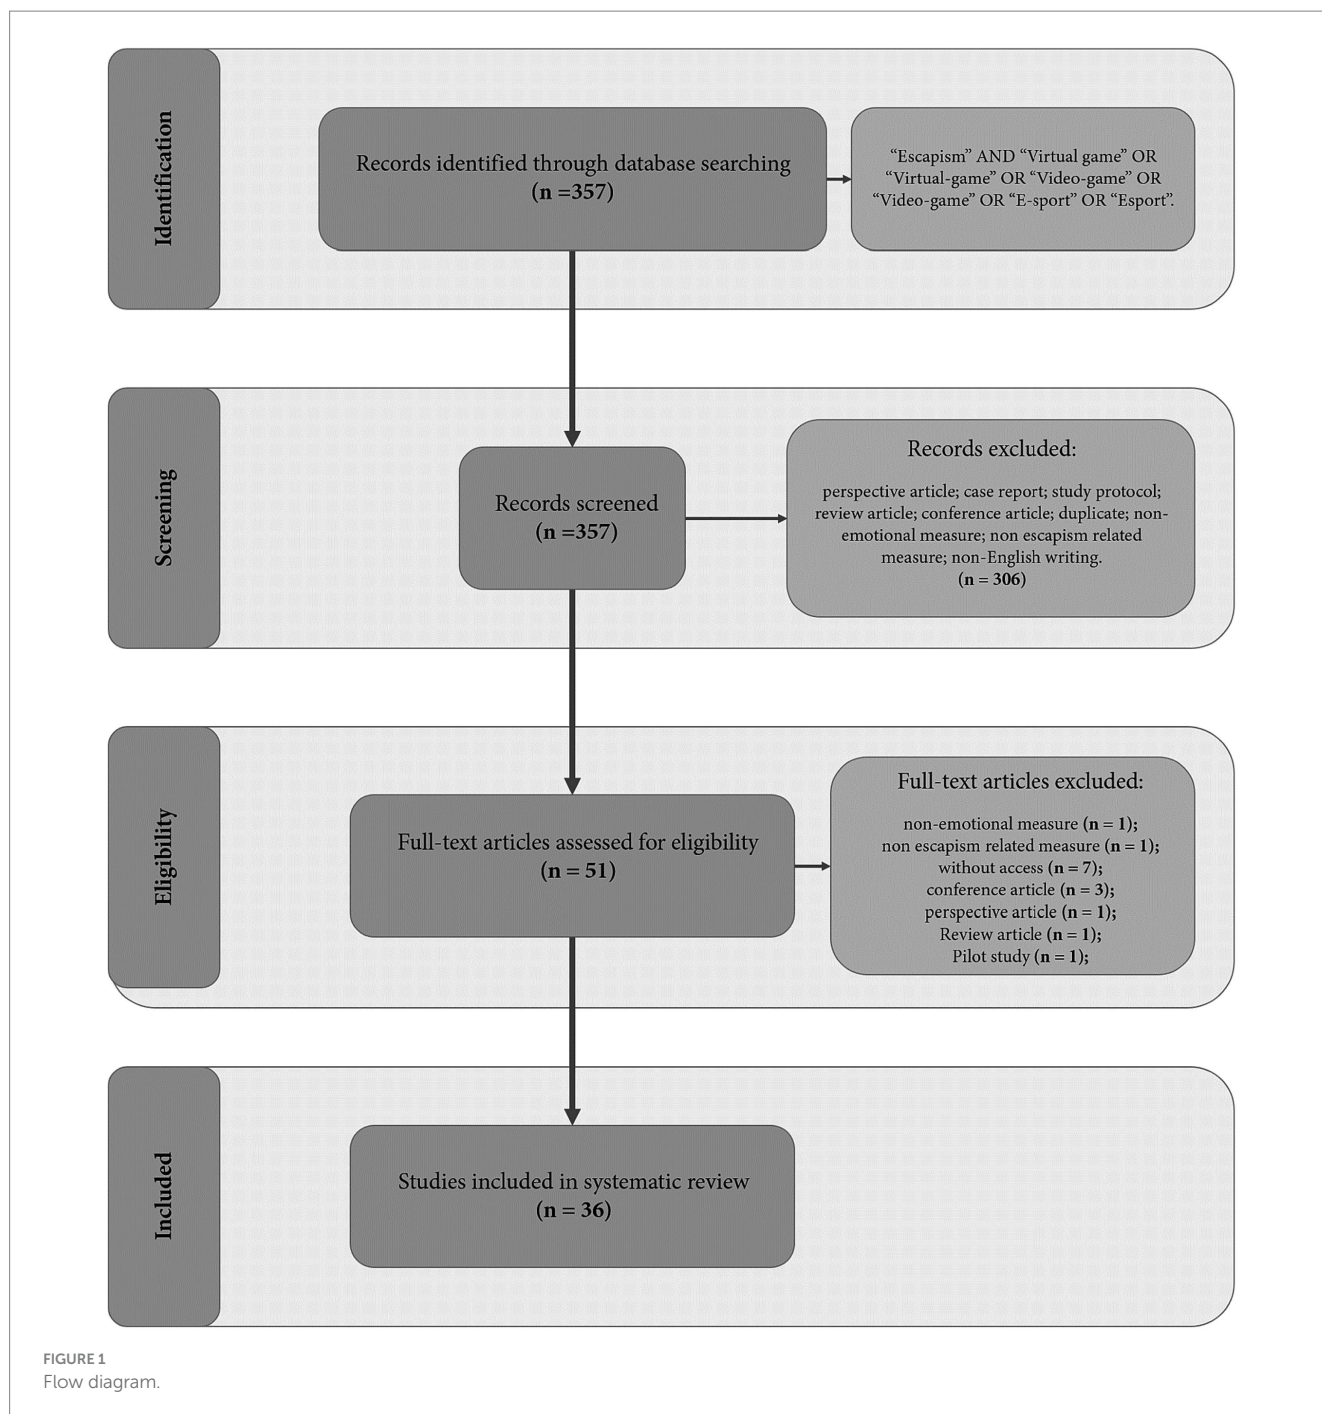 Identification
Records identified through database searching
(n =357)
“Escapism” AND “Virtual game” OR
“Virtual-game” OR “Video-game” OR
“Video-game” OR “E-sport” OR “Esport”.
Screening
Records screened
(n =357)
Records excluded:
perspective article; case report; study protocol;
review article; conference article; duplicate; non-
emotional measure; non escapism related
measure; non-English writing.
(n = 306)
Eligibility
Full-text articles assessed for eligibility
(n = 51)
Full-text articles excluded:
non-emotional measure (n = 1);
non escapism related measure (n = 1);
without access (n = 7);
conference article (n = 3);
perspective article (n = 1);
Review article (n = 1);
Pilot study (n = 1);
Included
Studies included in systematic review
(n = 36)
FIGURE 1
Flow diagram.